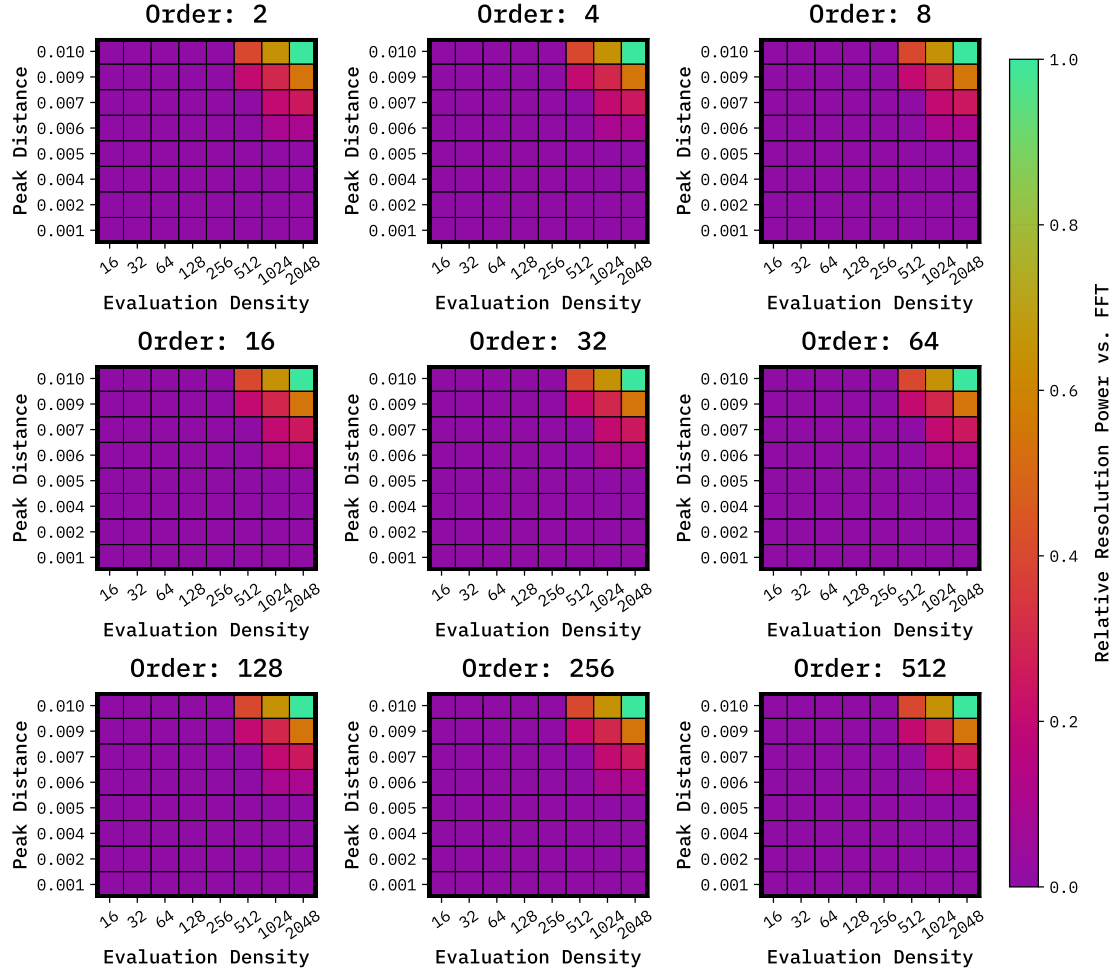 Order: 2
Order: 4
Order: 8
Peak Distance
0.010
0.009
0.007
0.006
0.005
0.004
0.002
0.001
16 32 64 128 256 512 1024 2048
Evaluation Density
Peak Distance
0.010
0.009
0.007
0.006
0.005
0.004
0.002
0.001
16 32 64 128 256 512 1024 2048
Evaluation Density
Peak Distance
0.010
0.009
0.007
0.006
0.005
0.004
0.002
0.001
16 32 64 128 256 512 1024 2048
Evaluation Density
Order: 16
Order: 32
Order: 64
Peak Distance
0.010
0.009
0.007
0.006
0.005
0.004
0.002
0.001
16 32 64 128 256 512 1024 2048
Evaluation Density
Peak Distance
0.010
0.009
0.007
0.006
0.005
0.004
0.002
0.001
16 32 64 128 256 512 1024 2048
Evaluation Density
Peak Distance
0.010
0.009
0.007
0.006
0.005
0.004
0.002
0.001
16 32 64 128 256 512 1024 2048
Evaluation Density
Order: 128
Order: 256
Order: 512
Peak Distance
0.010
0.009
0.007
0.006
0.005
0.004
0.002
0.001
16 32 64 128 256 512 1024 2048
Evaluation Density
Peak Distance
0.010
0.009
0.007
0.006
0.005
0.004
0.002
0.001
16 32 64 128 256 512 1024 2048
Evaluation Density
Peak Distance
0.010
0.009
0.007
0.006
0.005
0.004
0.002
0.001
16 32 64 128 256 512 1024 2048
Evaluation Density
1.0
0.8
0.6
0.4
0.2
0.0
Relative Resolution Power vs. FFT